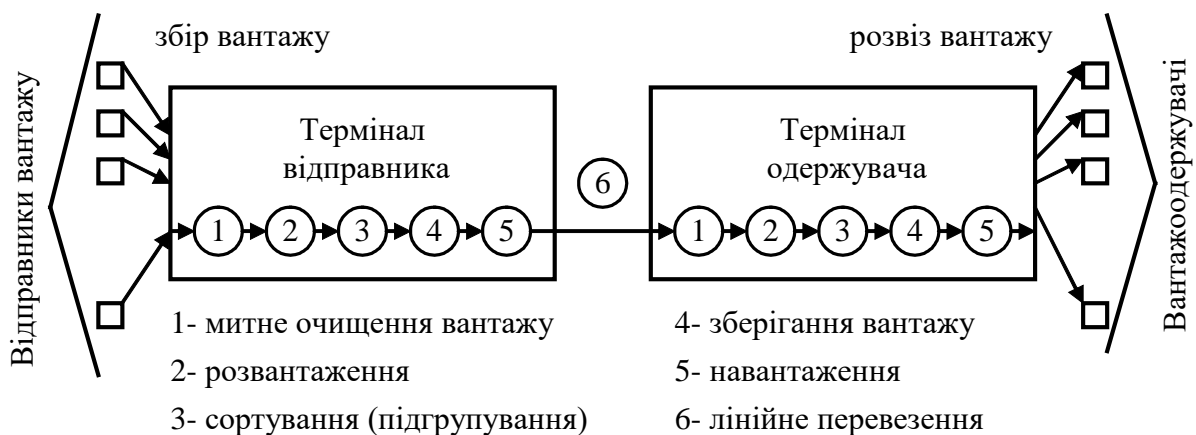 збір вантажу
розвіз вантажу
Відправники вантажу
Термінал
відправника
1
2
3
4
5
6
Термінал
одержувача
1
2
3
4
5
Вантажоодержувачі
1- митне очищення вантажу
2- розвантаження
3- сортування (підгрупування)
4- зберігання вантажу
5- навантаження
6- лінійне перевезення